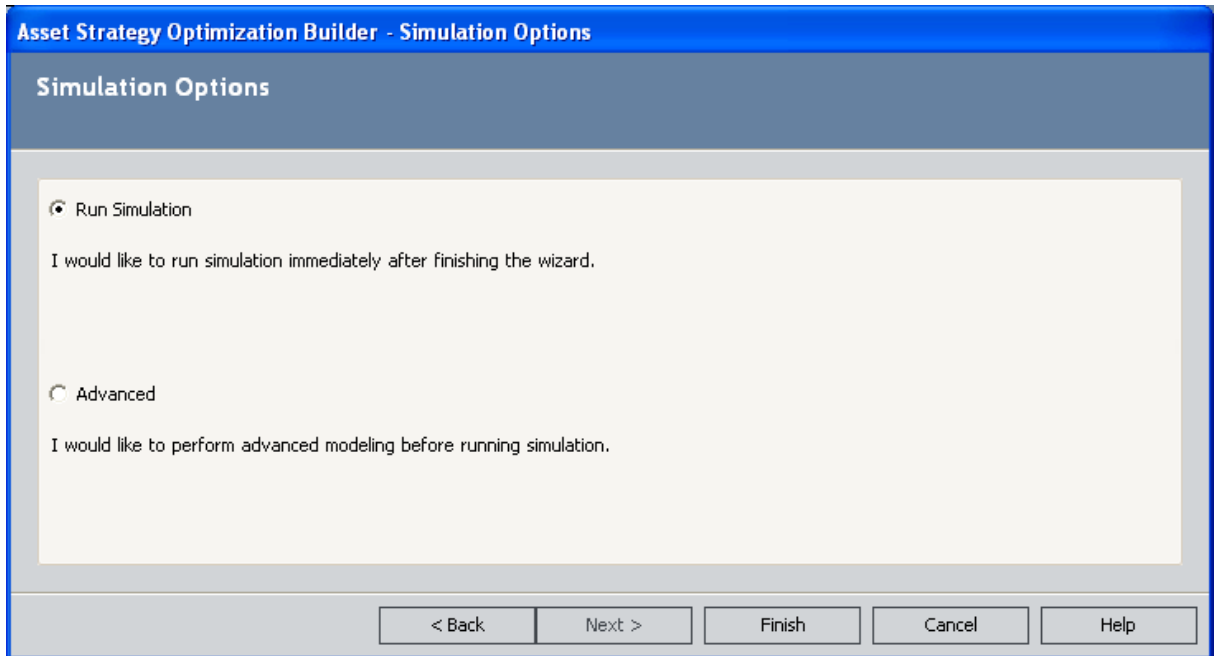 Asset Strategy Optimization Builder - Simulation Options
Simulation Options
Run Simulation
I would like to run simulation immediately after finishing the wizard.
Advanced
I would like to perform advanced modeling before running simulation.
< Back Next > Finish Cancel Help